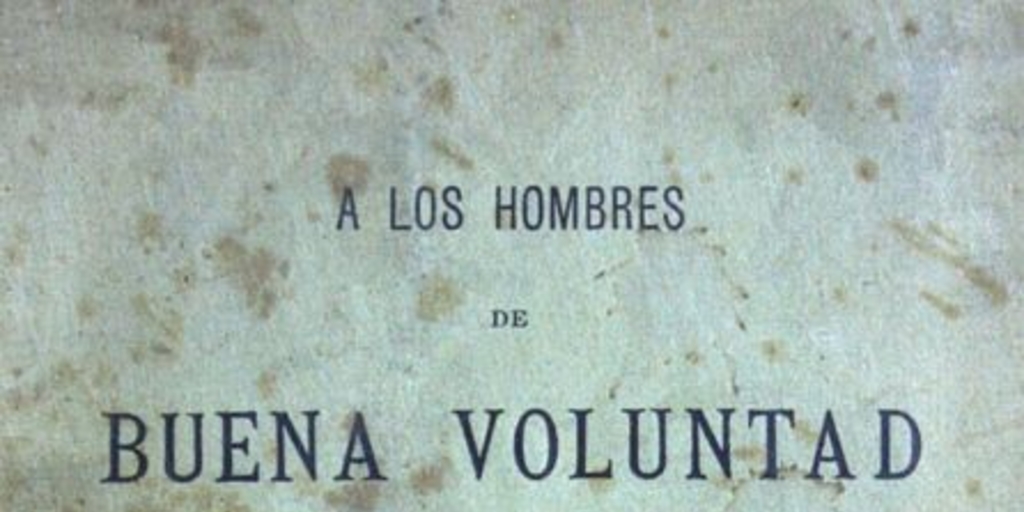 A LOS HOMBRES
DE
BUENA VOLUNTAD